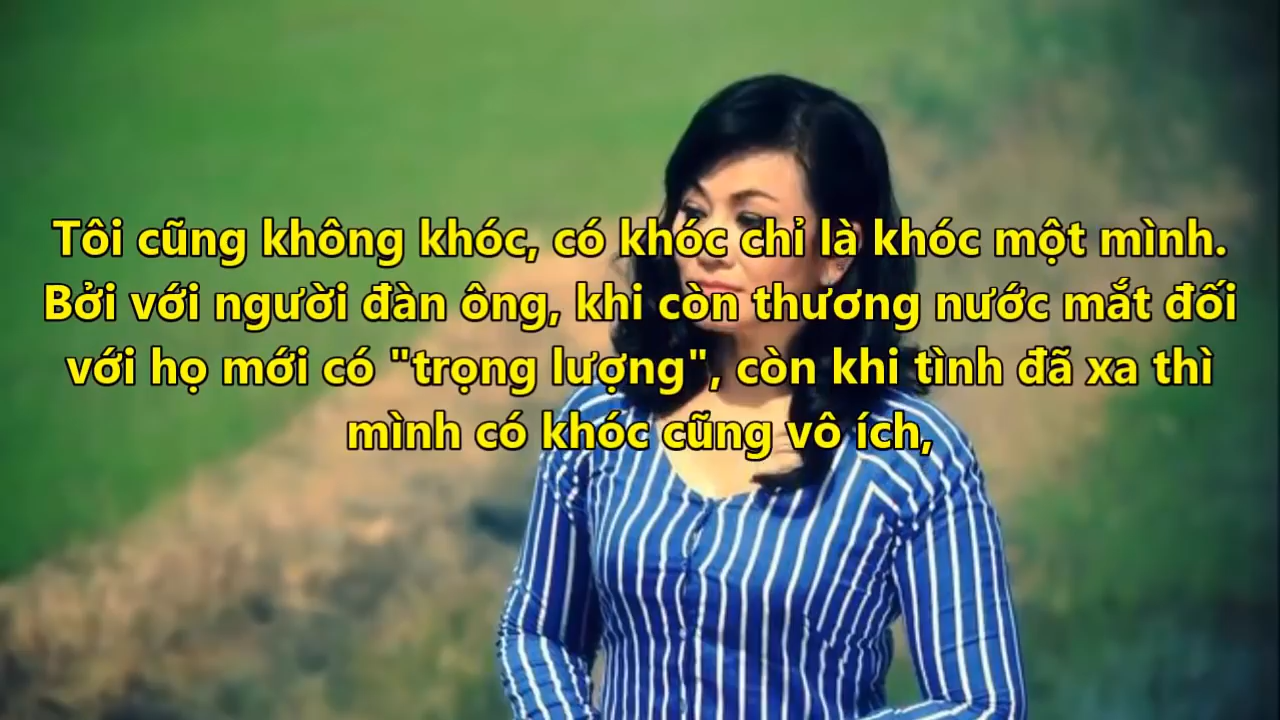 Tôi cũng không khóc, có khóc chỉ là khóc một mình.
Bởi với người đàn ông, khi còn thương nước mắt đối
với họ mới có "trọng lượng", còn khi tình đã xa thì
mình có khóc cũng vô ích,